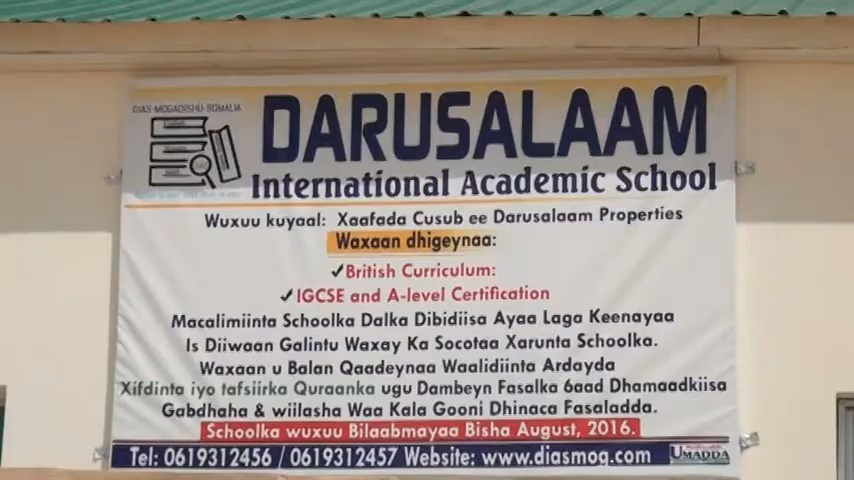 DIAS-MOGADISHU-SOMALIA
DARUSALAAM
International Academic School
Wuxuu kuyaal: Xaafada Cusub ee Darusalaam Properties
Waxaan dhigeynaa:
✓British Curriculum:
✓IGCSE and A-level Certification
Macalimiinta Schoolka Dalka Dibidiisa Ayaa Laga Keenayaa
Is Diiwaan Galintu Waxay Ka Socotaa Xarunta Schoolka.
Waxaan u Balan Qaadeynaa Waalidiinta Ardayda
Xifdinta iyo tafsiirka Quraanka ugu Dambeyn Fasalka 6aad Dhamaadkiisa
Gabdhaha & wiilasha Waa Kala Gooni Dhinaca Fasaladda.
Schoolka wuxuu Bilaabmayaa Bisha August, 2016.
Tel: 0619312456 / 0619312457 Website: www.diasmog.com
UMADDA